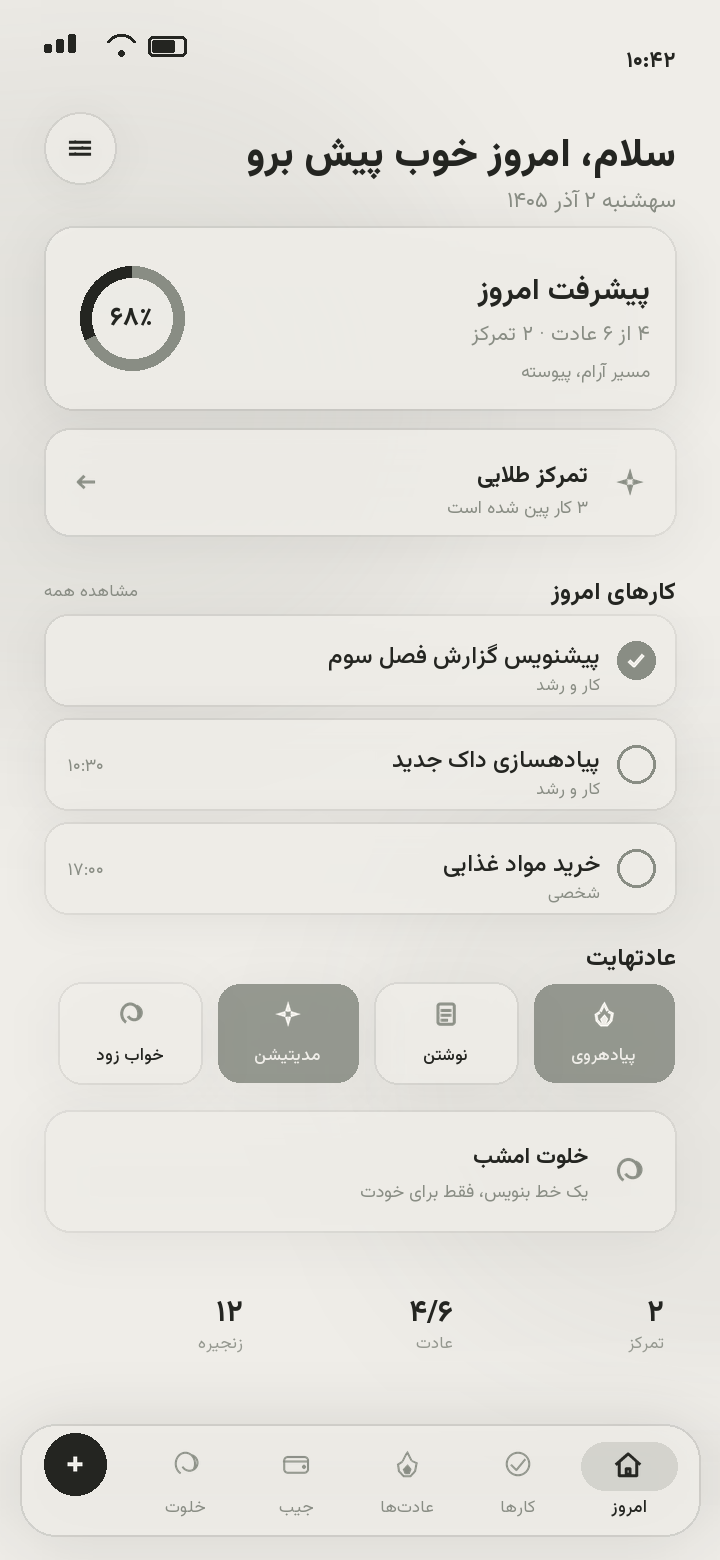 ۱۰:۴۲
سلام، امروز خوب پیش برو
سهشنبه ۲ آذر ۱۴۰۵
پیشرفت امروز
۴ از ۶ عادت · ۲ تمرکز
مسیر آرام، پیوسته
۶۸٪
تمرکز طلایی
۳ کار پین شده است
کارهای امروز
مشاهده همه
پیشنویس گزارش فصل سوم
کار و رشد
پیادهسازی داک جدید
کار و رشد
۱۰:۳۰
خرید مواد غذایی
شخصی
۱۷:۰۰
عادتهایت
پیادهروی
نوشتن
مدیتیشن
خواب زود
خلوت امشب
یک خط بنویس، فقط برای خودت
۲
تمرکز
۴/۶
عادت
۱۲
زنجیره
امروز
کارها
عادت‌ها
جیب
خلوت